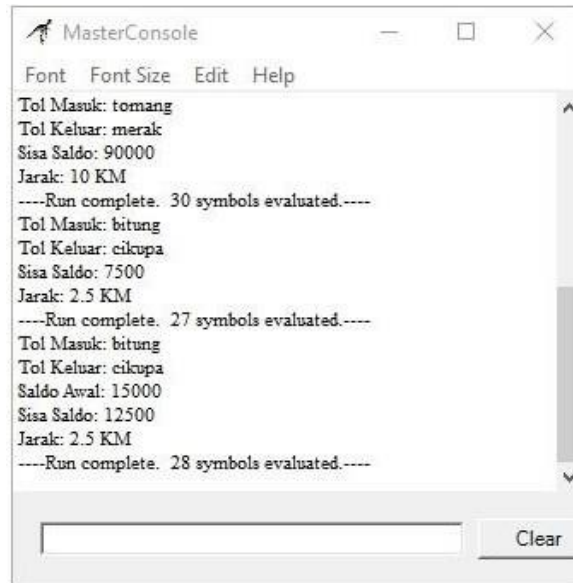 MasterConsole
Font Font Size Edit Help
Tol Masuk: tomang
Tol Keluar: merak
Sisa Saldo: 90000
Jarak: 10 KM
----Run complete.  30 symbols evaluated.----
Tol Masuk: bitung
Tol Keluar: cikupa
Sisa Saldo: 7500
Jarak: 2.5 KM
----Run complete.  27 symbols evaluated.----
Tol Masuk: bitung
Tol Keluar: cikupa
Saldo Awal: 15000
Sisa Saldo: 12500
Jarak: 2.5 KM
----Run complete.  28 symbols evaluated.----
Clear